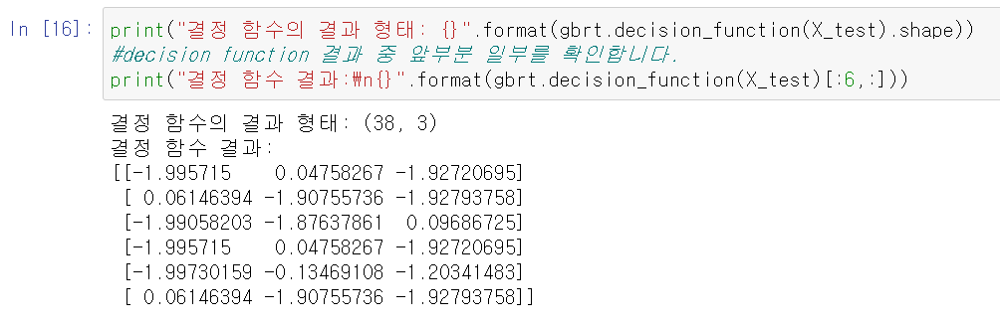 In [16]: print("결정 함수의 결과 형태: {}".format(gbrt.decision_function(X_test).shape))
#decision function 결과 중 앞부분 일부를 확인합니다.
print("결정 함수 결과:₩n{}".format(gbrt.decision_function(X_test)[:6,:]))
결정 함수의 결과 형태: (38, 3)
결정 함수 결과:
[[-1.995715    0.04758267 -1.92720695]
 [ 0.06146394 -1.90755736 -1.92793758]
 [-1.99058203 -1.87637861  0.09686725]
 [-1.995715    0.04758267 -1.92720695]
 [-1.99730159 -0.13469108 -1.20341483]
 [ 0.06146394 -1.90755736 -1.92793758]]